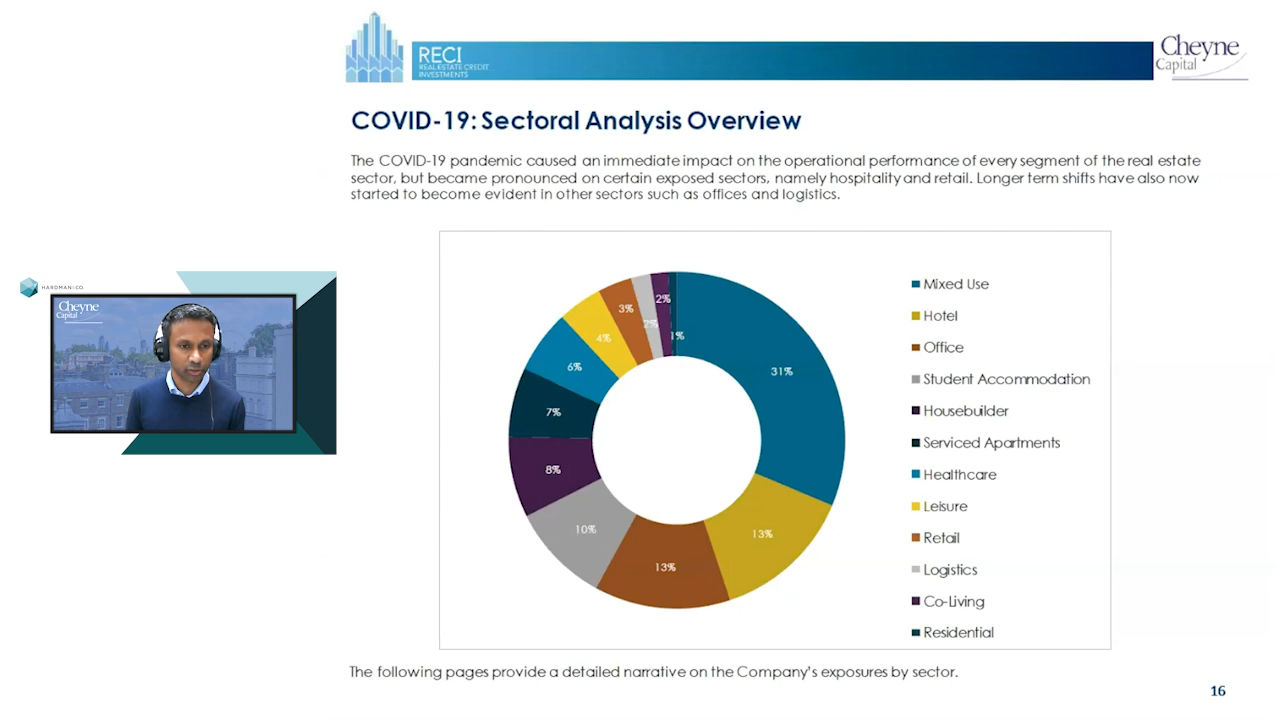 RECI
REAL ESTATE CREDIT
INVESTMENTS
Cheyne
Capital
COVID-19: Sectoral Analysis Overview
The COVID-19 pandemic caused an immediate impact on the operational performance of every segment of the real estate
sector, but became pronounced on certain exposed sectors, namely hospitality and retail. Longer term shifts have also now
started to become evident in other sectors such as offices and logistics.
HARDMAN&CO.
Cheyne
Capital
31%
13%
13%
10%
8%
7%
6%
4%
3%
2%
2%
1%
Mixed Use
Hotel
Office
Student Accommodation
Housebuilder
Serviced Apartments
Healthcare
Leisure
Retail
Logistics
Co-Living
Residential
The following pages provide a detailed narrative on the Company's exposures by sector.
16